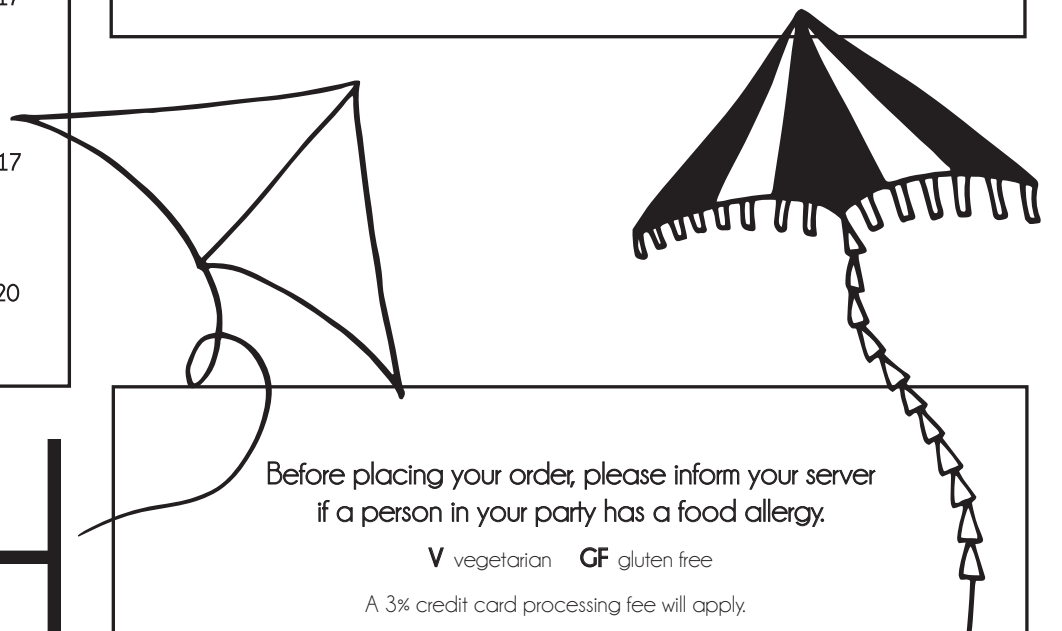 17
17
20
Before placing your order, please inform your server
if a person in your party has a food allergy.
V vegetarian GF gluten free
A 3% credit card processing fee will apply.